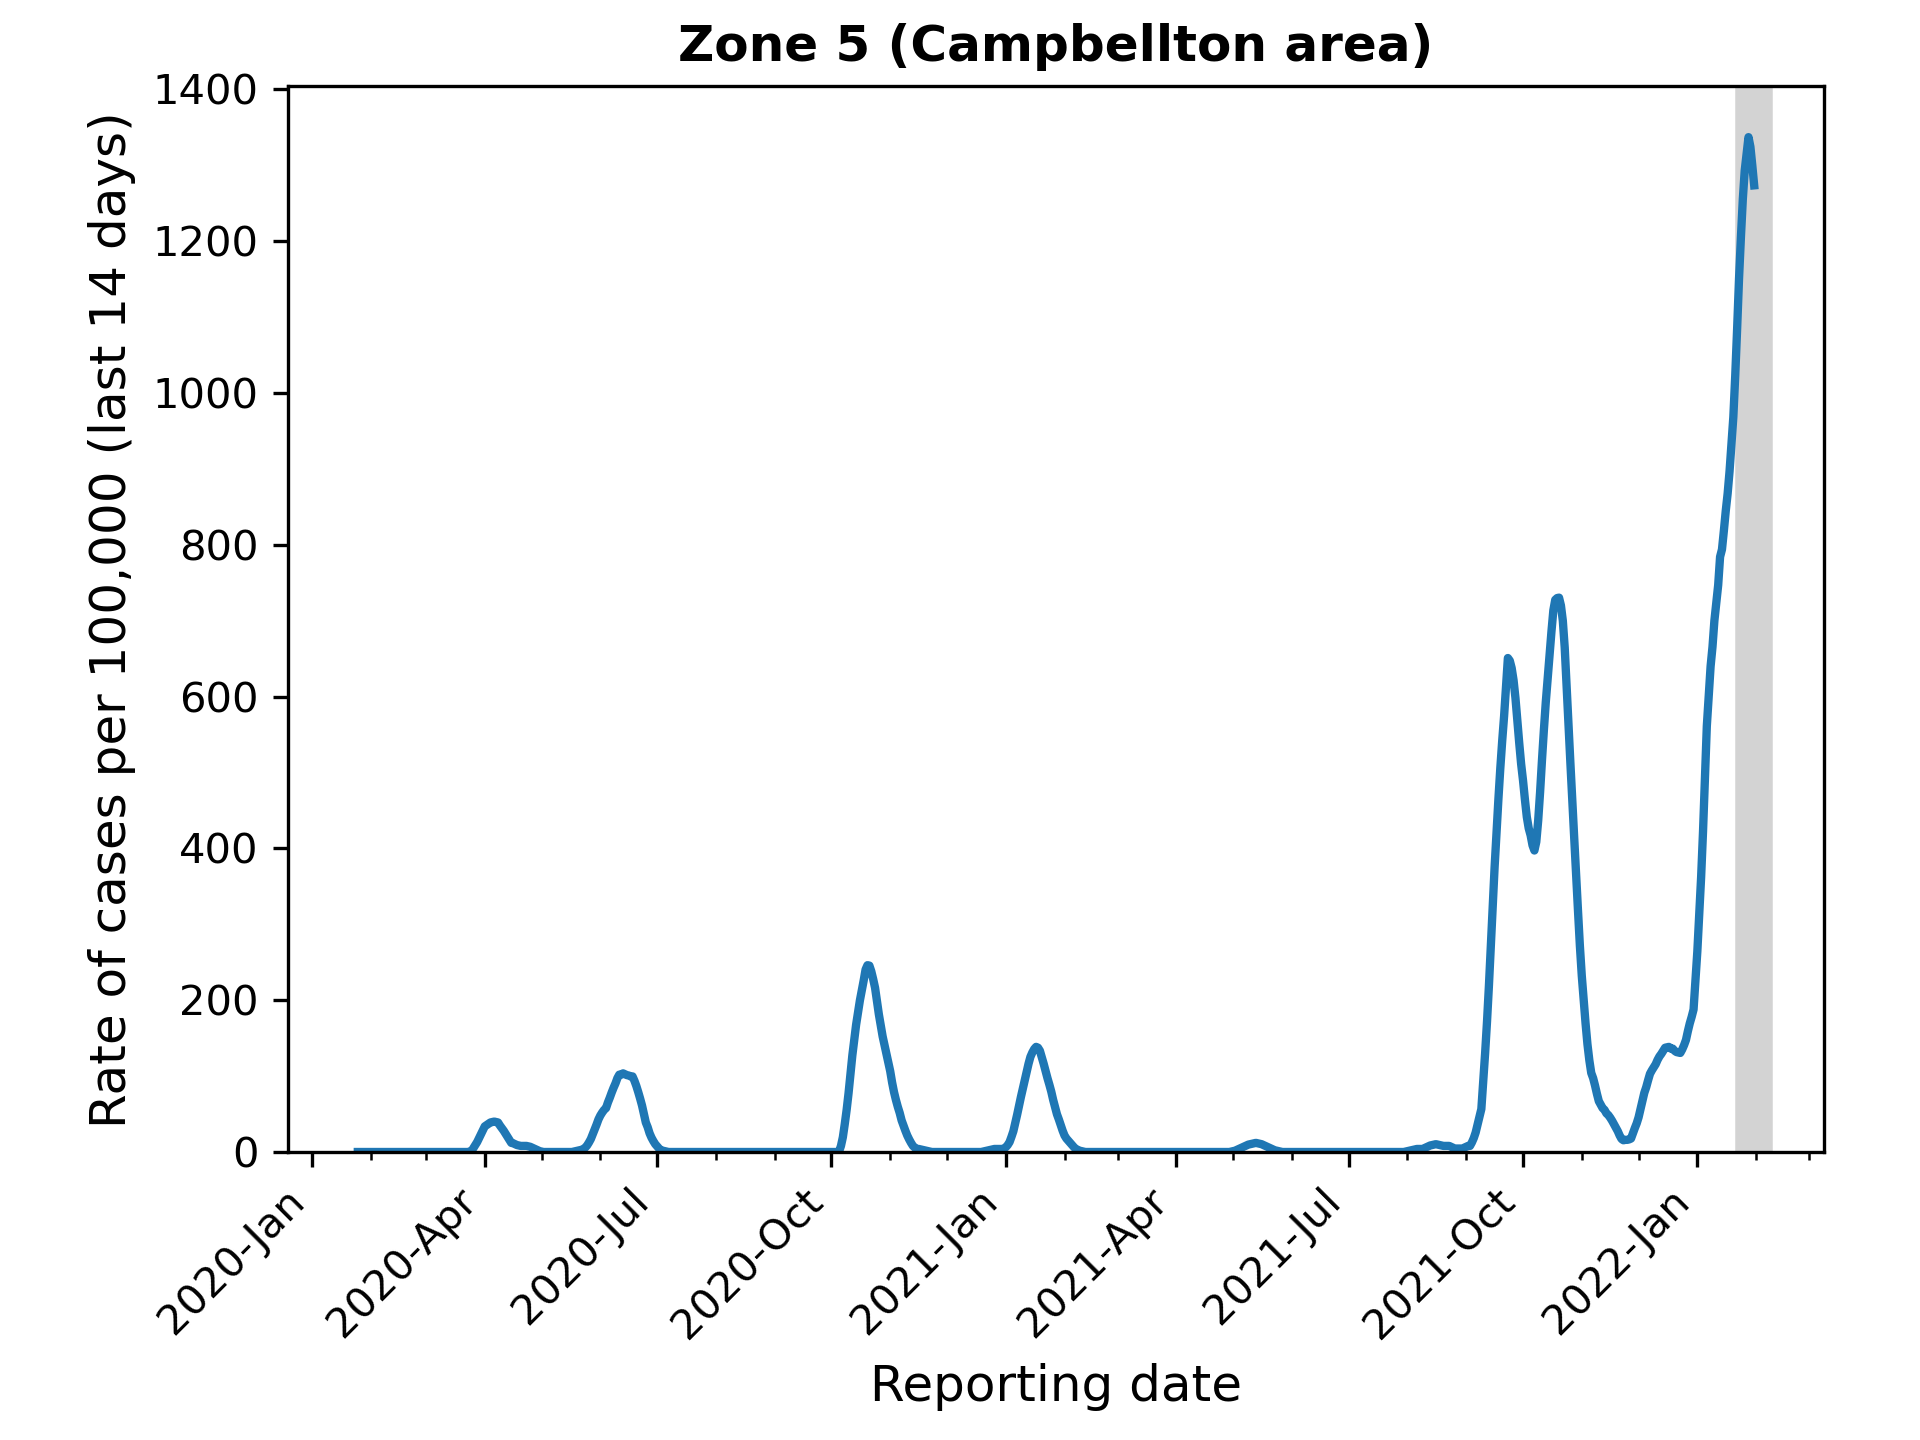 Zone 5 (Campbellton area)
Rate of cases per 100,000 (last 14 days)
1400
1200
1000
800
600
400
200
0
2020-Jan
2020-Apr
2020-Jul
2020-Oct
2021-Jan
2021-Apr
2021-Jul
2021-Oct
2022-Jan
Reporting date